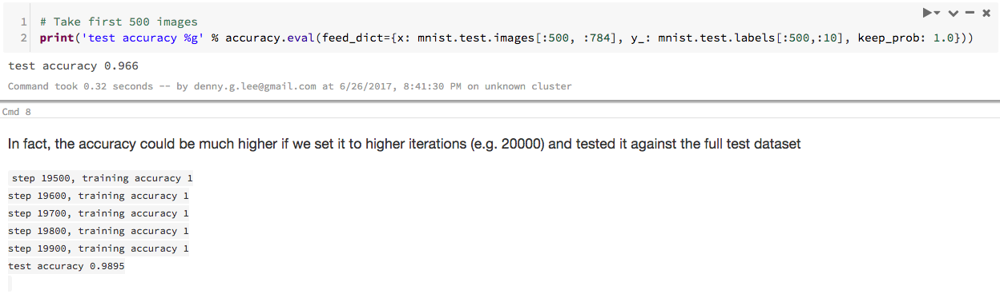 1 # Take first 500 images
2 print('test accuracy %g' % accuracy.eval(feed_dict={x: mnist.test.images[:500, :784], y_: mnist.test.labels[:500,:10], keep_prob: 1.0}))
test accuracy 0.966
Command took 0.32 seconds -- by denny.g.lee@gmail.com at 6/26/2017, 8:41:30 PM on unknown cluster
Cmd 8
In fact, the accuracy could be much higher if we set it to higher iterations (e.g. 20000) and tested it against the full test dataset
step 19500, training accuracy 1
step 19600, training accuracy 1
step 19700, training accuracy 1
step 19800, training accuracy 1
step 19900, training accuracy 1
test accuracy 0.9895